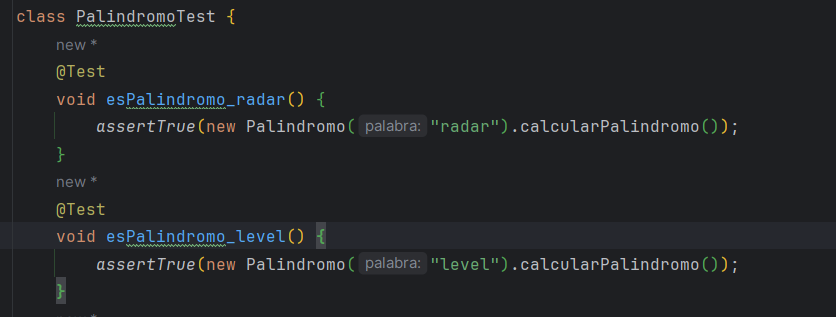 class PalindromoTest {
new *
@Test
void esPalindromo_radar() {
assertTrue(new Palindromo( palabra: "radar").calcularPalindromo());
}
new *
@Test
void esPalindromo_level() {
assertTrue(new Palindromo( palabra: "level").calcularPalindromo());
}